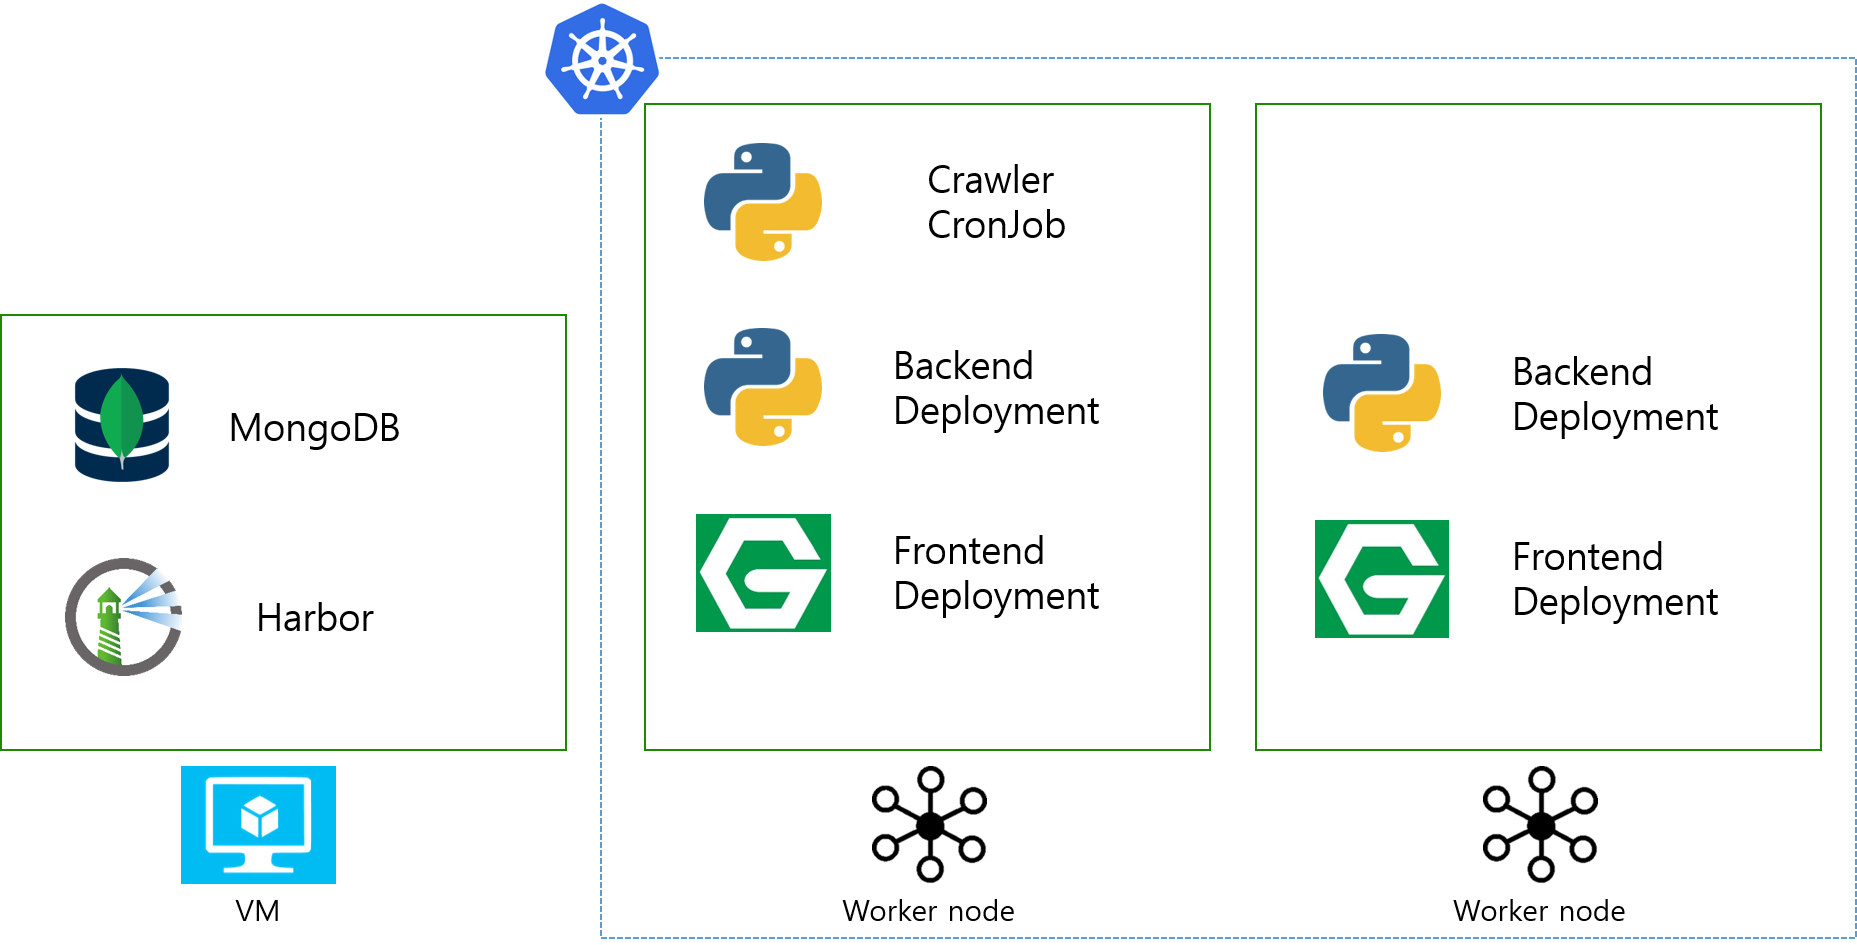 Crawler
CronJob
Backend
Deployment
Frontend
Deployment
Backend
Deployment
Frontend
Deployment
MongoDB
Harbor
VM
Worker node
Worker node